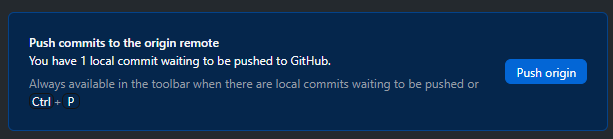 Push commits to the origin remote
You have 1 local commit waiting to be pushed to GitHub.
Push origin
Always available in the toolbar when there are local commits waiting to be pushed or
Ctrl + P